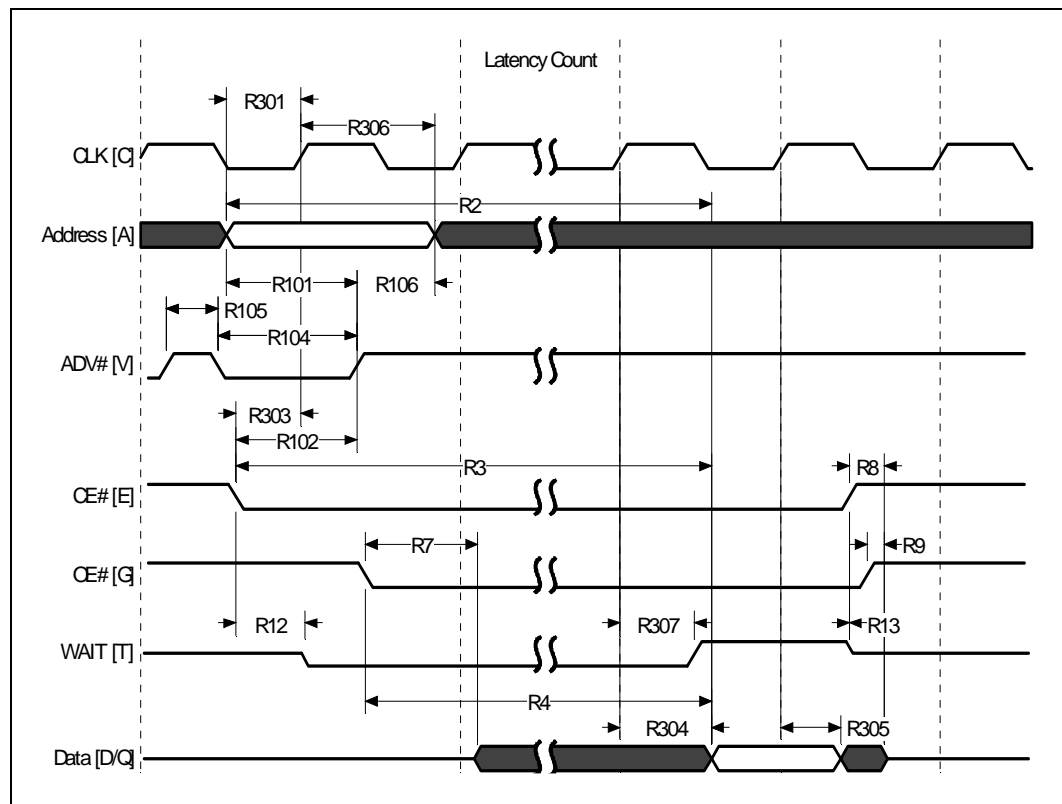 Latency Count
R301
R306
CLK [C]
R2
Address [A]
R101
R106
R105
R104
ADV# [V]
R303
R102
R3
R8
CE# [E]
R7
R9
OE# [G]
R12
R307
R13
WAIT [T]
R4
R304
R305
Data [D/Q]